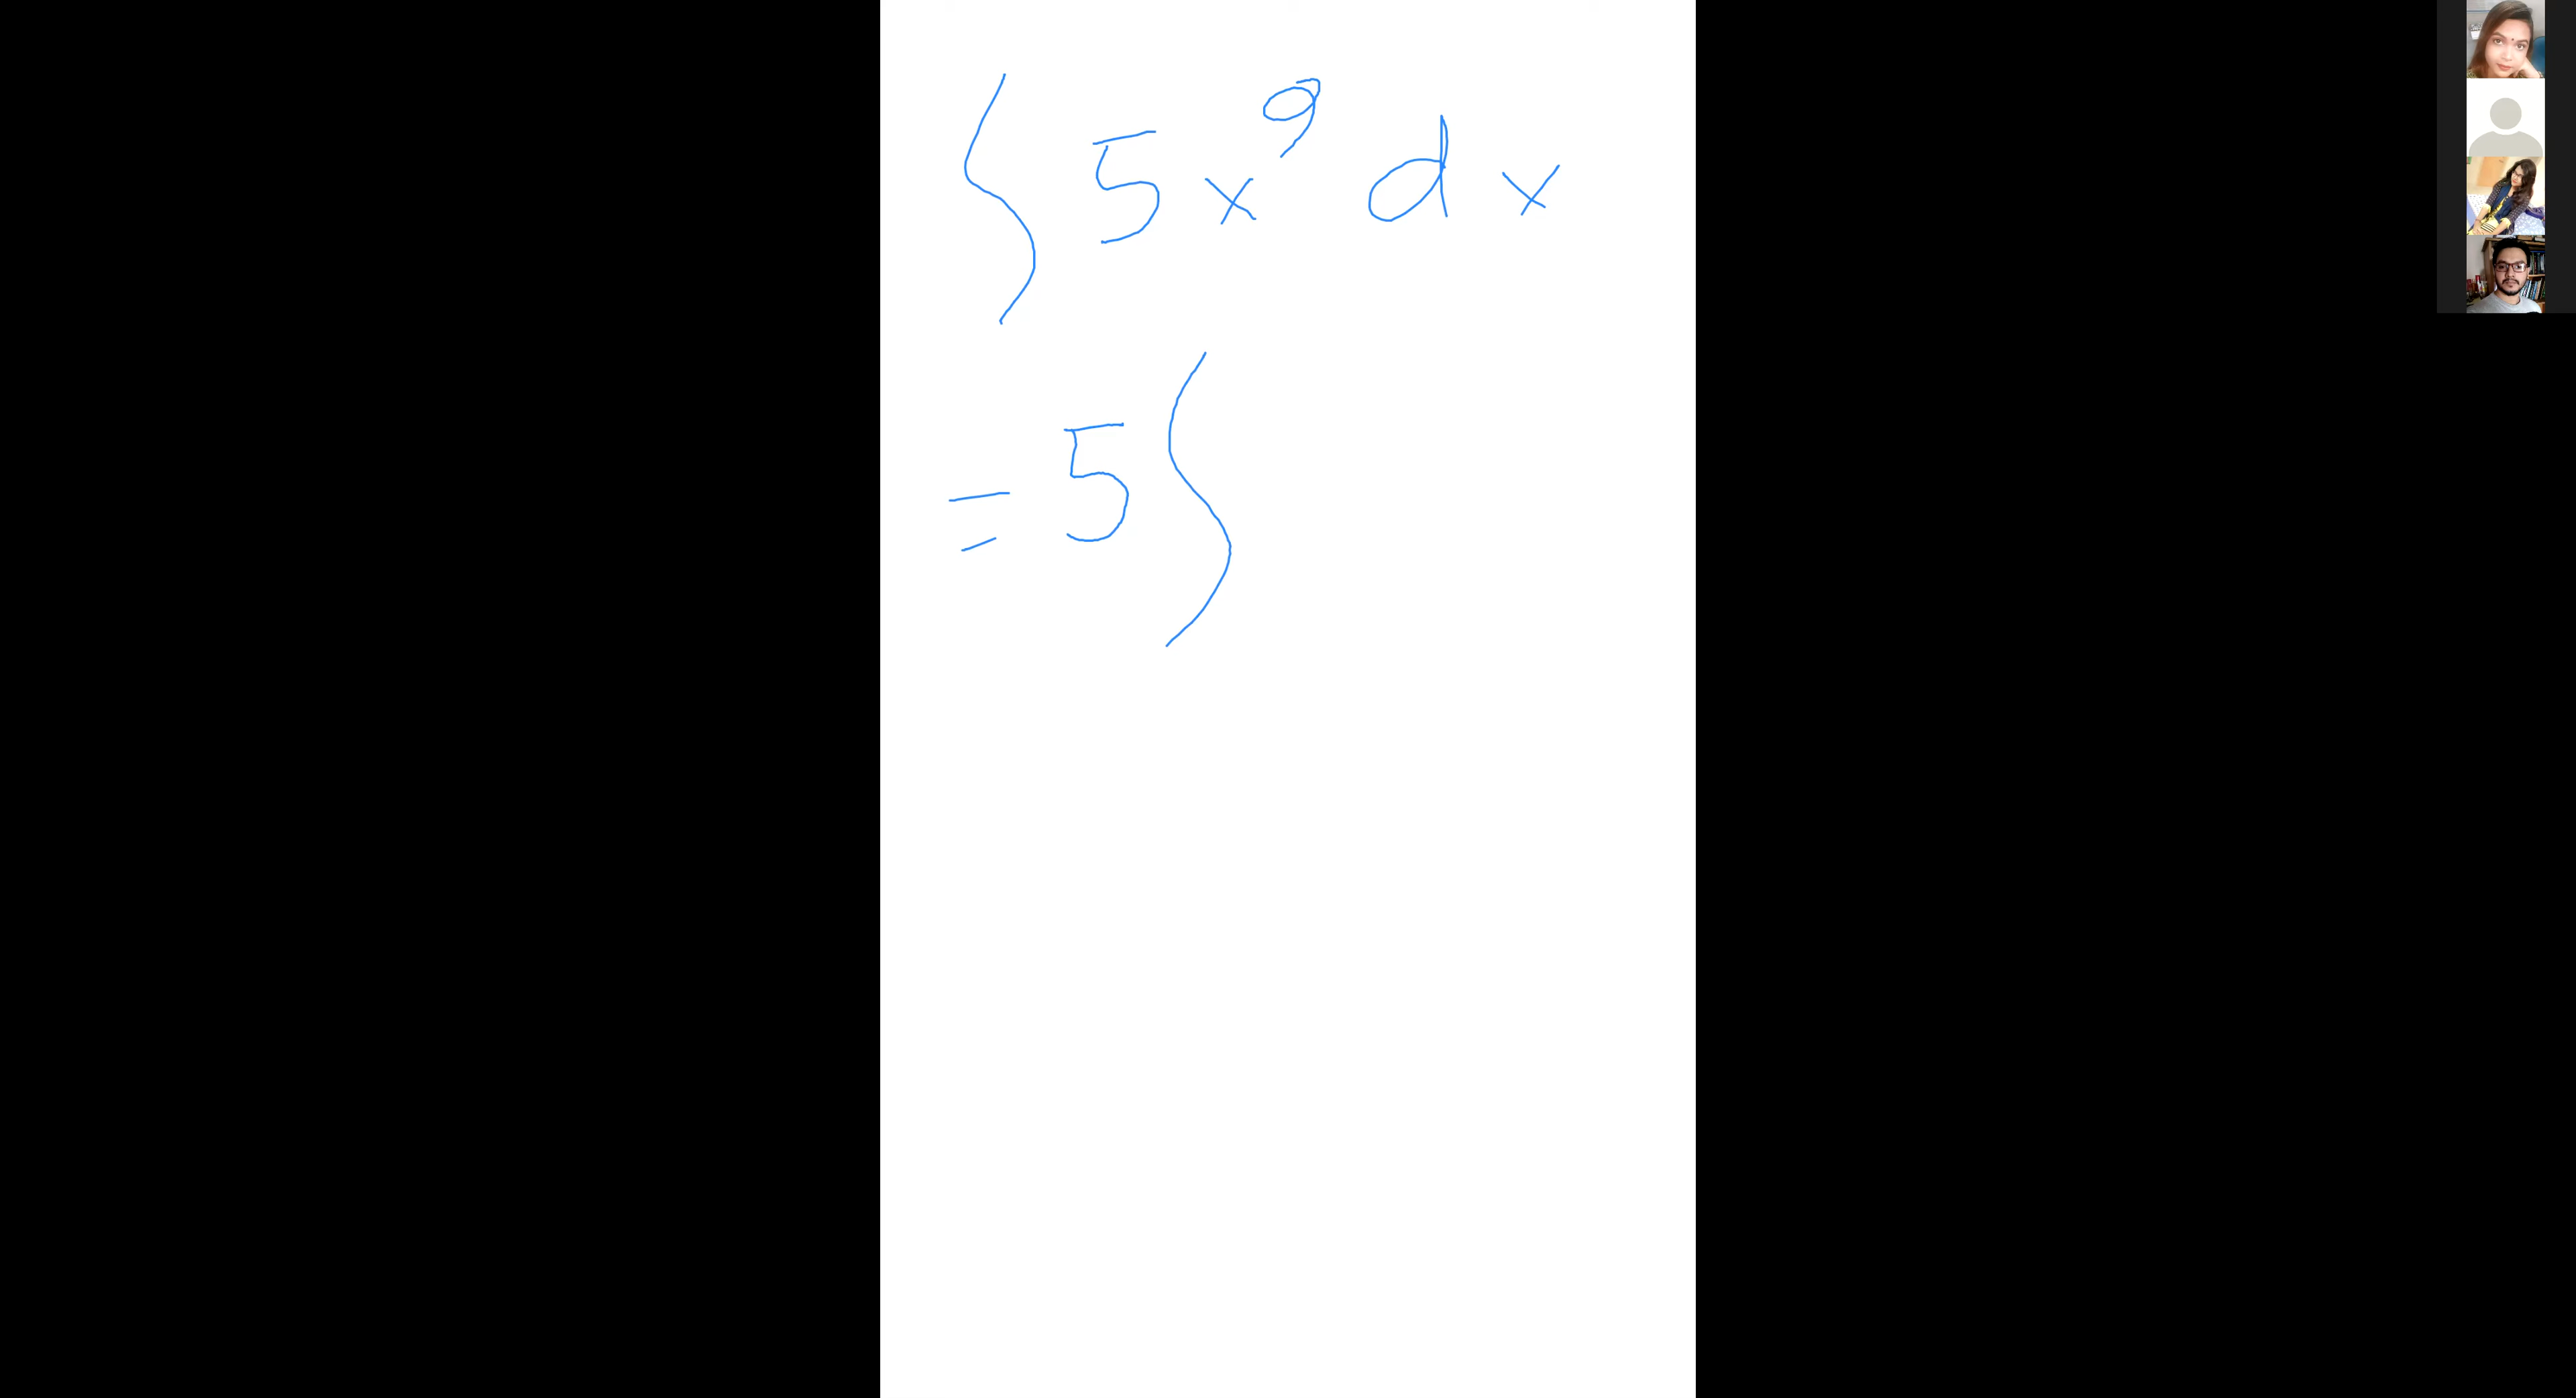 ∫ 5x⁹ dx
= 5 ∫